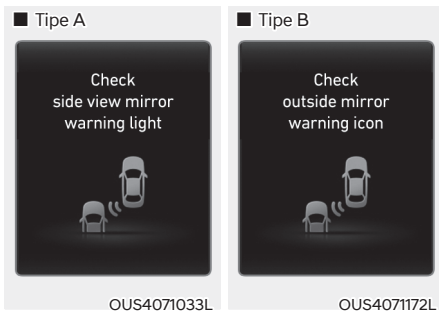 ■ Tipe A
Check
side view mirror
warning light
OUS4071033L
■ Tipe B
Check
outside mirror
warning icon
OUS4071172L